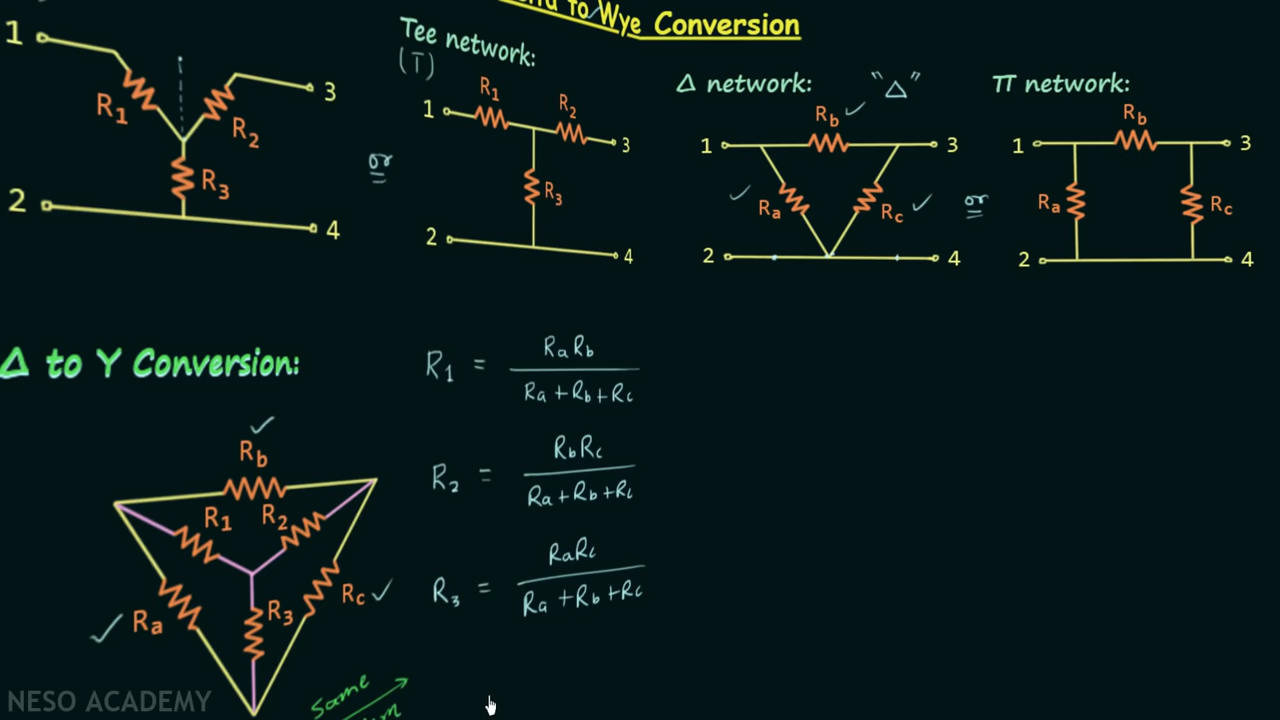 to Wye Conversion
Tee network:
(T)
Δ network:
"Δ"
π network:
1
R1
R2
3
R3
2
4
or
1
R1
R2
3
R3
2
4
1
Rb
3
Ra
Rc
2
4
or
1
Rb
3
Ra
Rc
2
4
Δ to Y Conversion:
R1 = RaRb / Ra + Rb + Rc
R2 = RbRc / Ra + Rb + Rc
R3 = RaRc / Ra + Rb + Rc
Rb
R1
R2
Ra
R3
Rc
Same
NESO ACADEMY